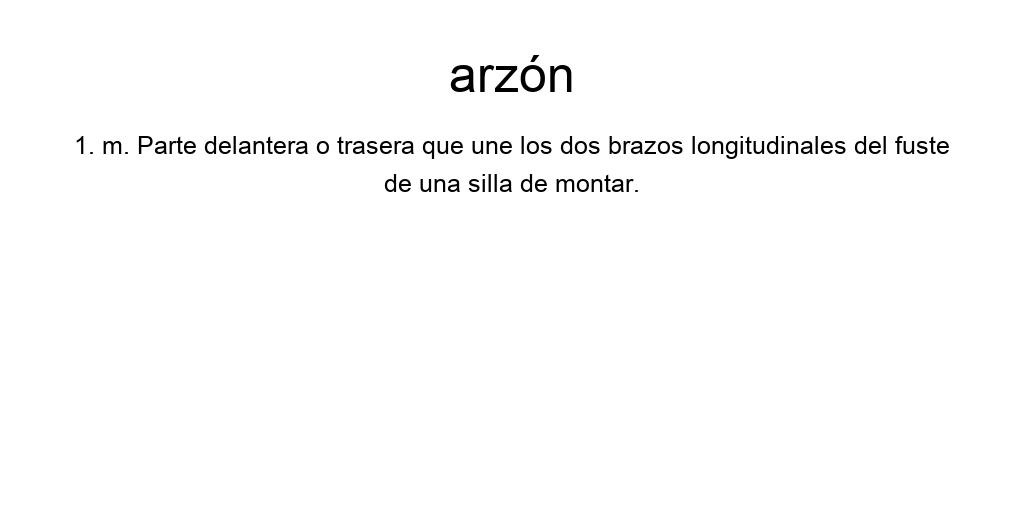 arzón
1. m. Parte delantera o trasera que une los dos brazos longitudinales del fuste
de una silla de montar.